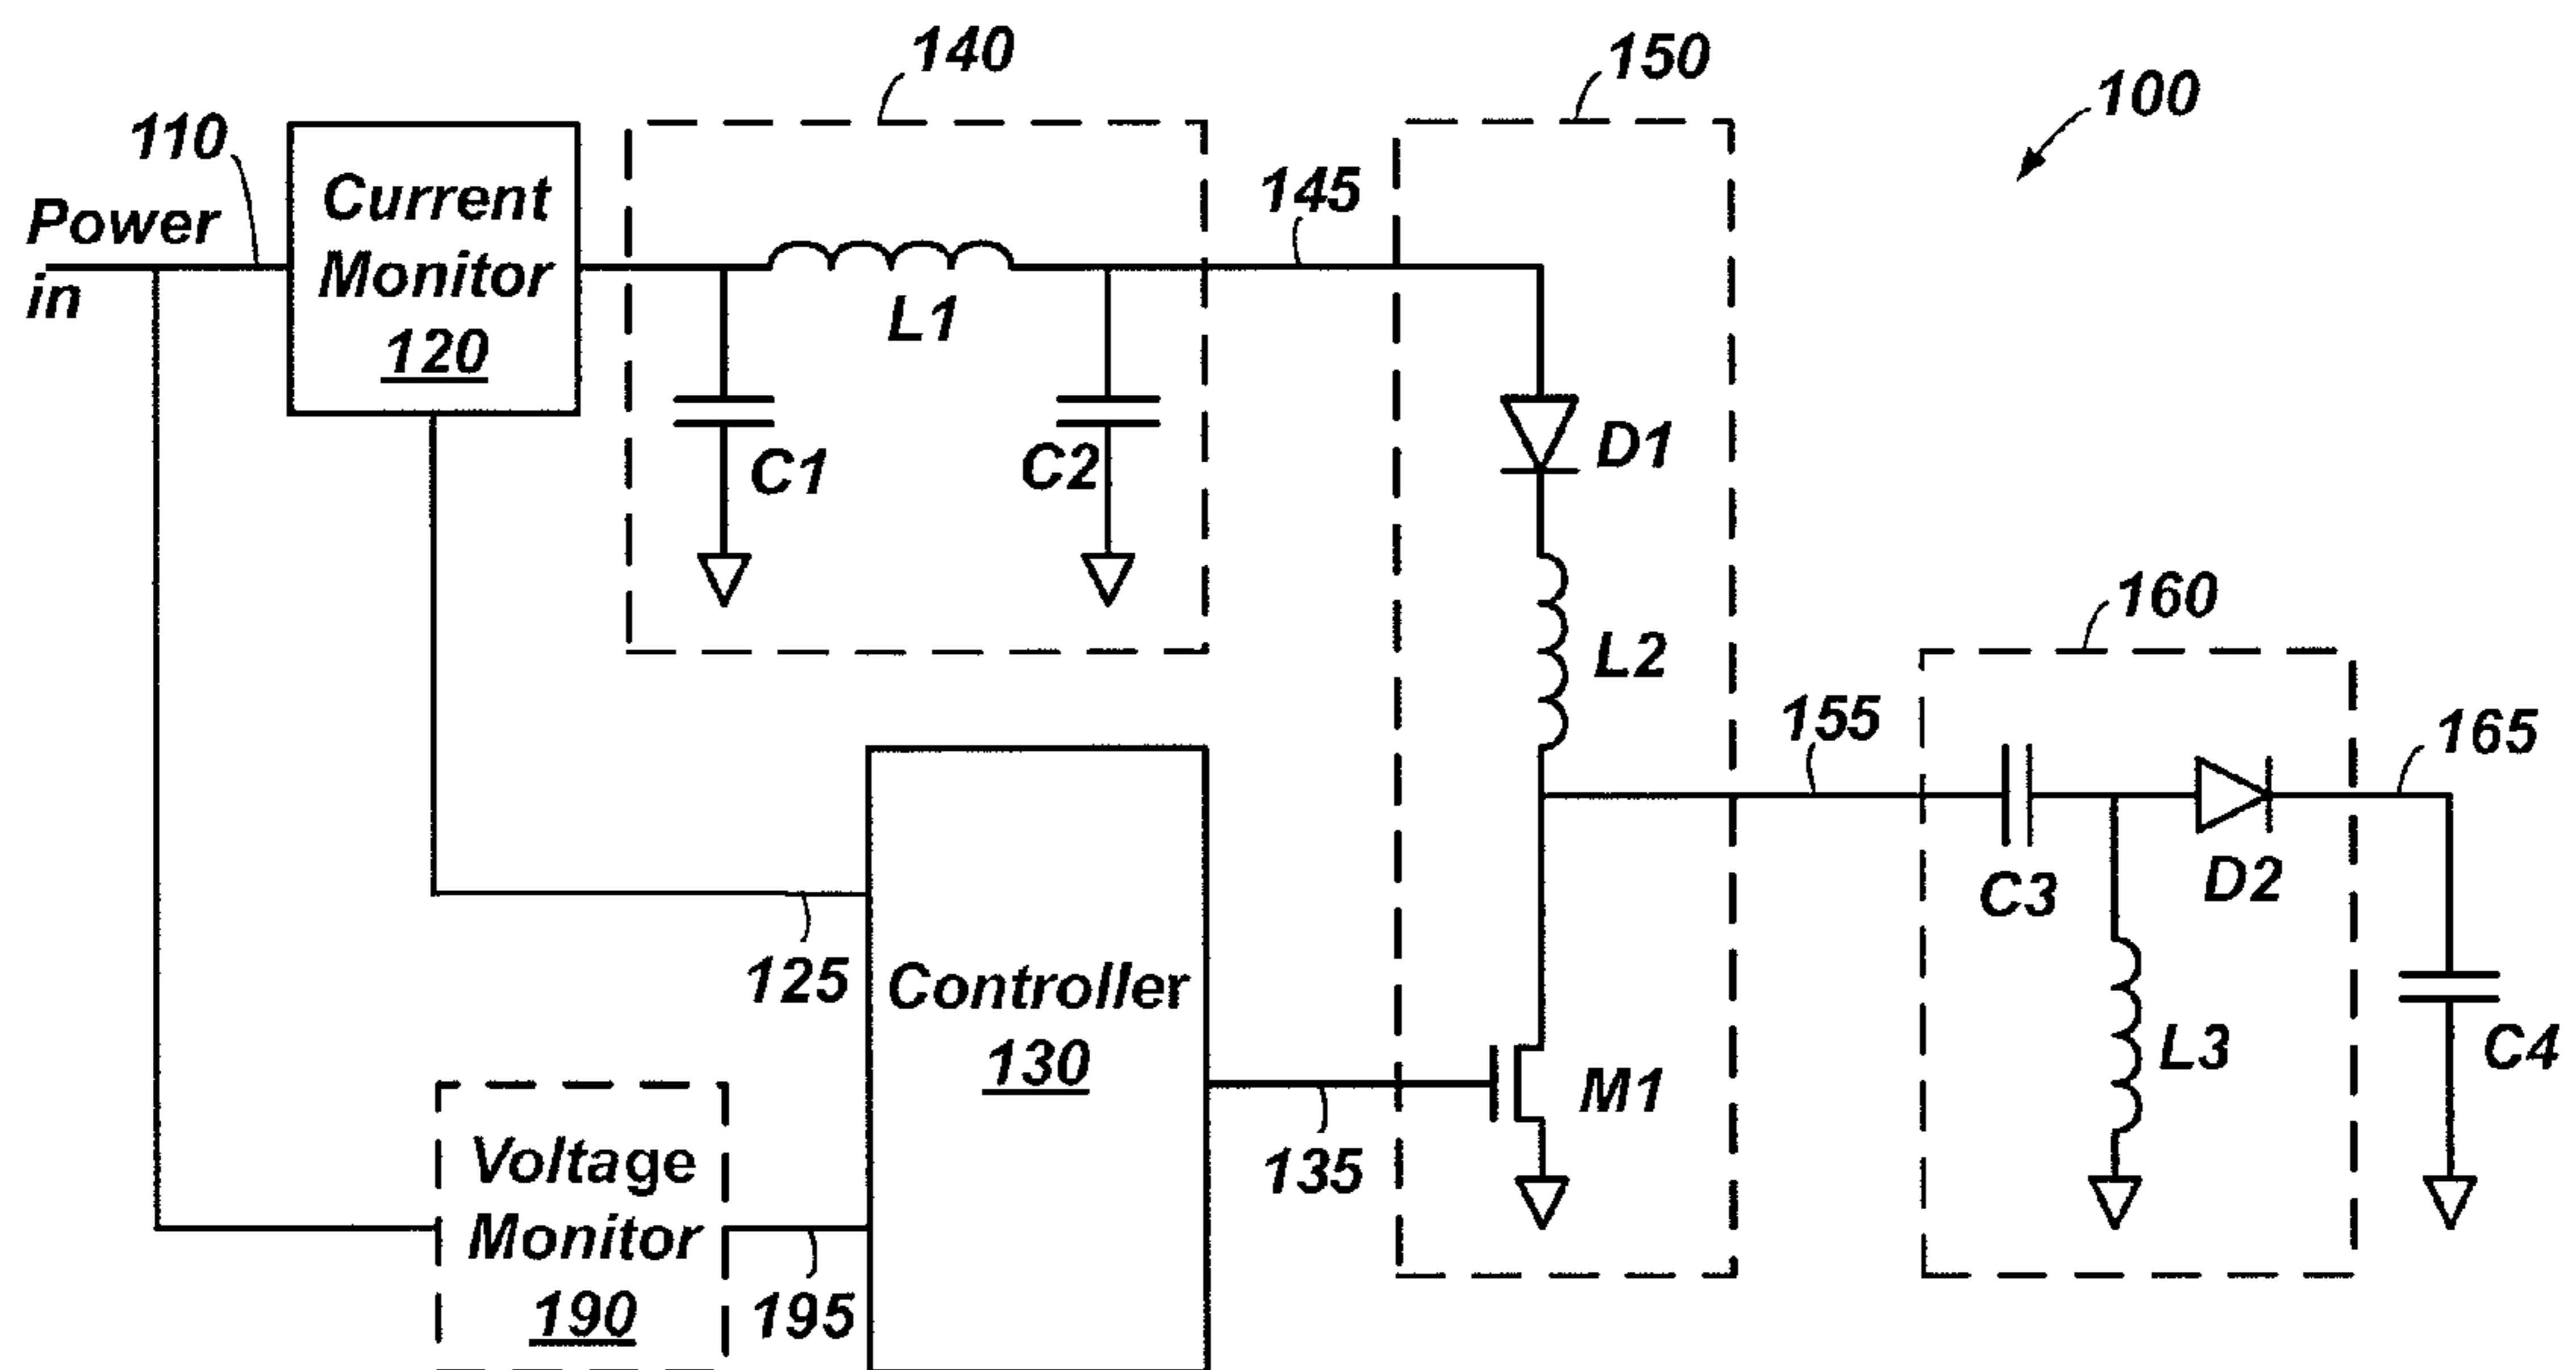 140
150
100
110
Power
in
Current
Monitor
120
145
L1
C1
C2
D1
L2
160
155
165
C3
D2
L3
C4
125
Controller
130
135
M1
Voltage
Monitor
190
195